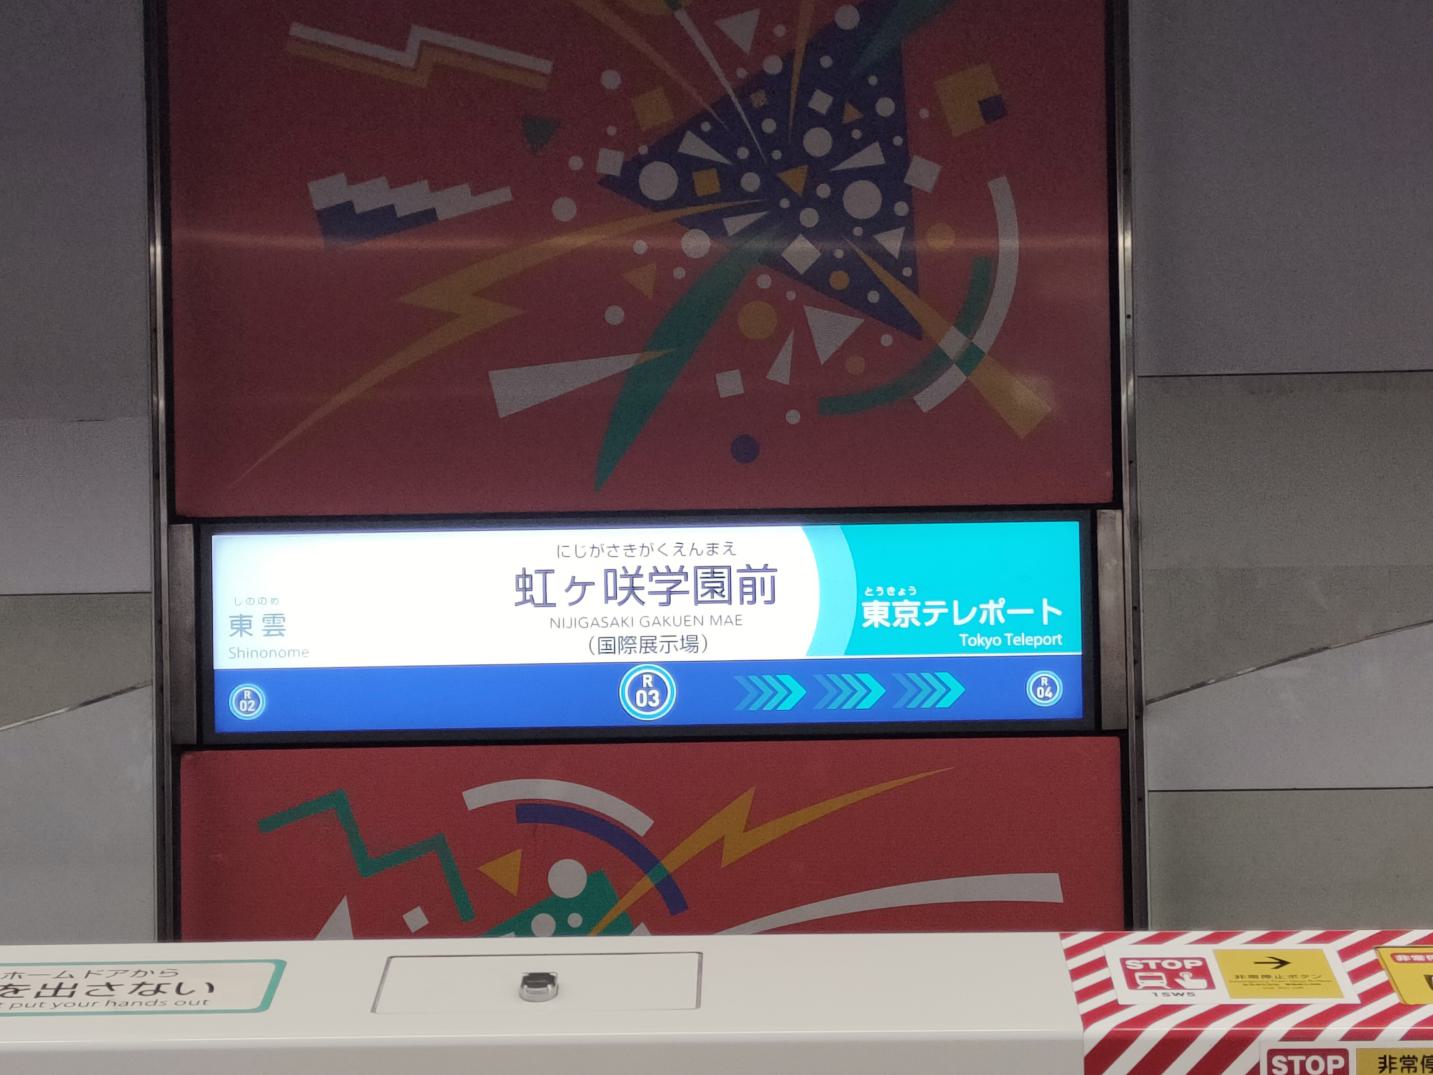 にじがさきがくえんまえ
虹ヶ咲学園前
NIJIGASAKI GAKUEN MAE
(国際展示場)
しののめ
東雲
Shinonome
とうきょう
東京テレポート
Tokyo Teleport
R
02
R
03
R
04
ホームドアから
を出さない
put your hands out
STOP
1SW5
非常停止ボタン
STOP
非常停